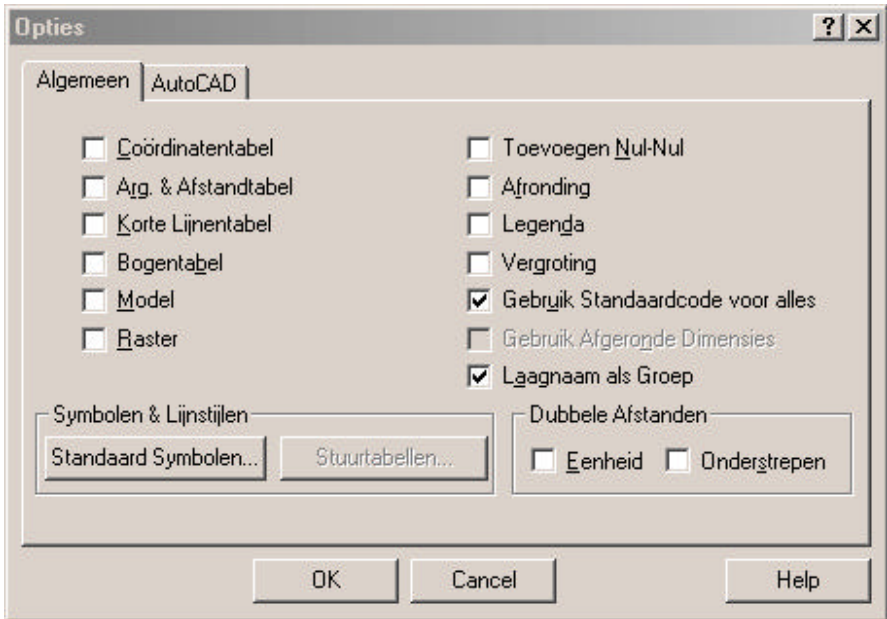 Opties
Algemeen
AutoCAD
Coördinatentabel
Arg. & Afstandtabel
Korte Lijnentabel
Bogentabel
Model
Raster
Toevoegen Nul-Nul
Afronding
Legenda
Vergroting
Gebruik Standaardcode voor alles
Gebruik Afgeronde Dimensies
Laagnaam als Groep
Symbolen & Lijnstijlen
Standaard Symbolen...
Stuurtabellen...
Dubbele Afstanden
Eenheid
Onderstrepen
OK
Cancel
Help